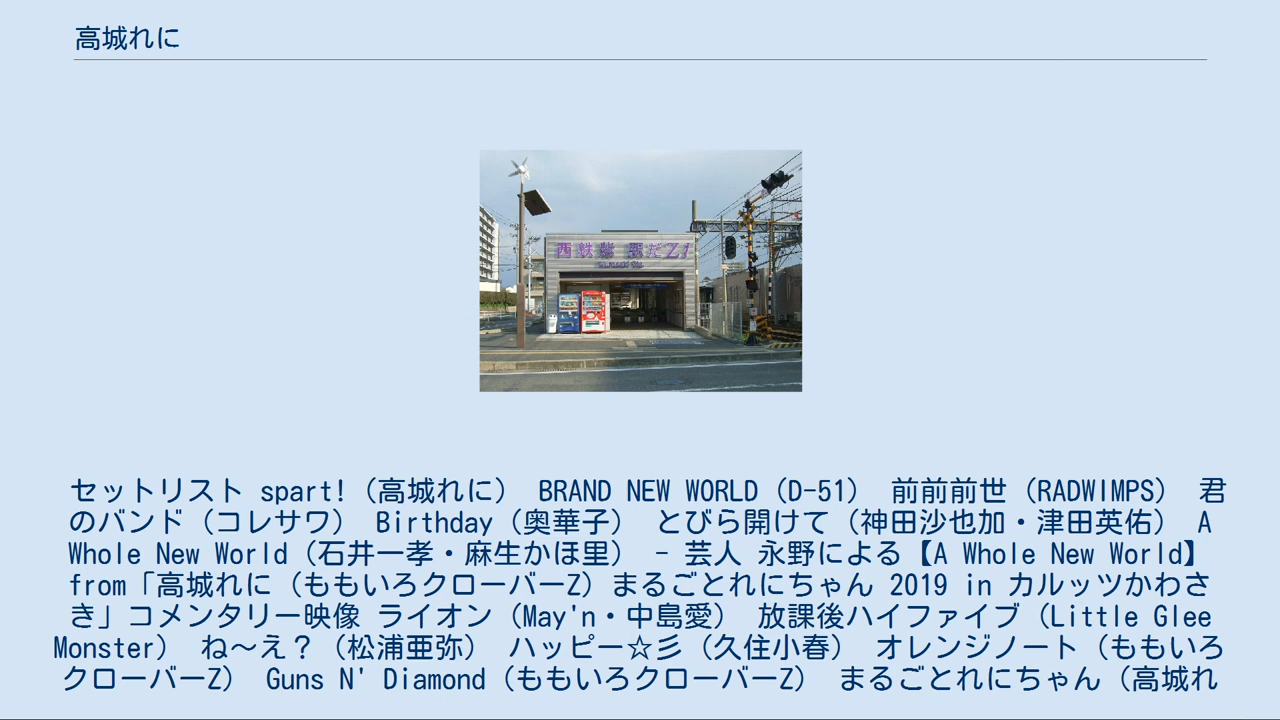 高城れに
西鉄紫 駅だZ!
セットリスト spart!（高城れに） BRAND NEW WORLD（D-51） 前前前世（RADWIMPS） 君
のバンド（コレサワ） Birthday（奥華子） とびら開けて（神田沙也加・津田英佑） A
Whole New World（石井一孝・麻生かほ里） - 芸人 永野による【A Whole New World】
from「高城れに（ももいろクローバーZ）まるごとれにちゃん 2019 in カルッツかわさ
き」コメンタリー映像 ライオン（May'n・中島愛） 放課後ハイファイブ（Little Glee
Monster） ね〜え？（松浦亜弥） ハッピー☆彡（久住小春） オレンジノート（ももいろ
クローバーZ） Guns N' Diamond（ももいろクローバーZ） まるごとれにちゃん（高城れ